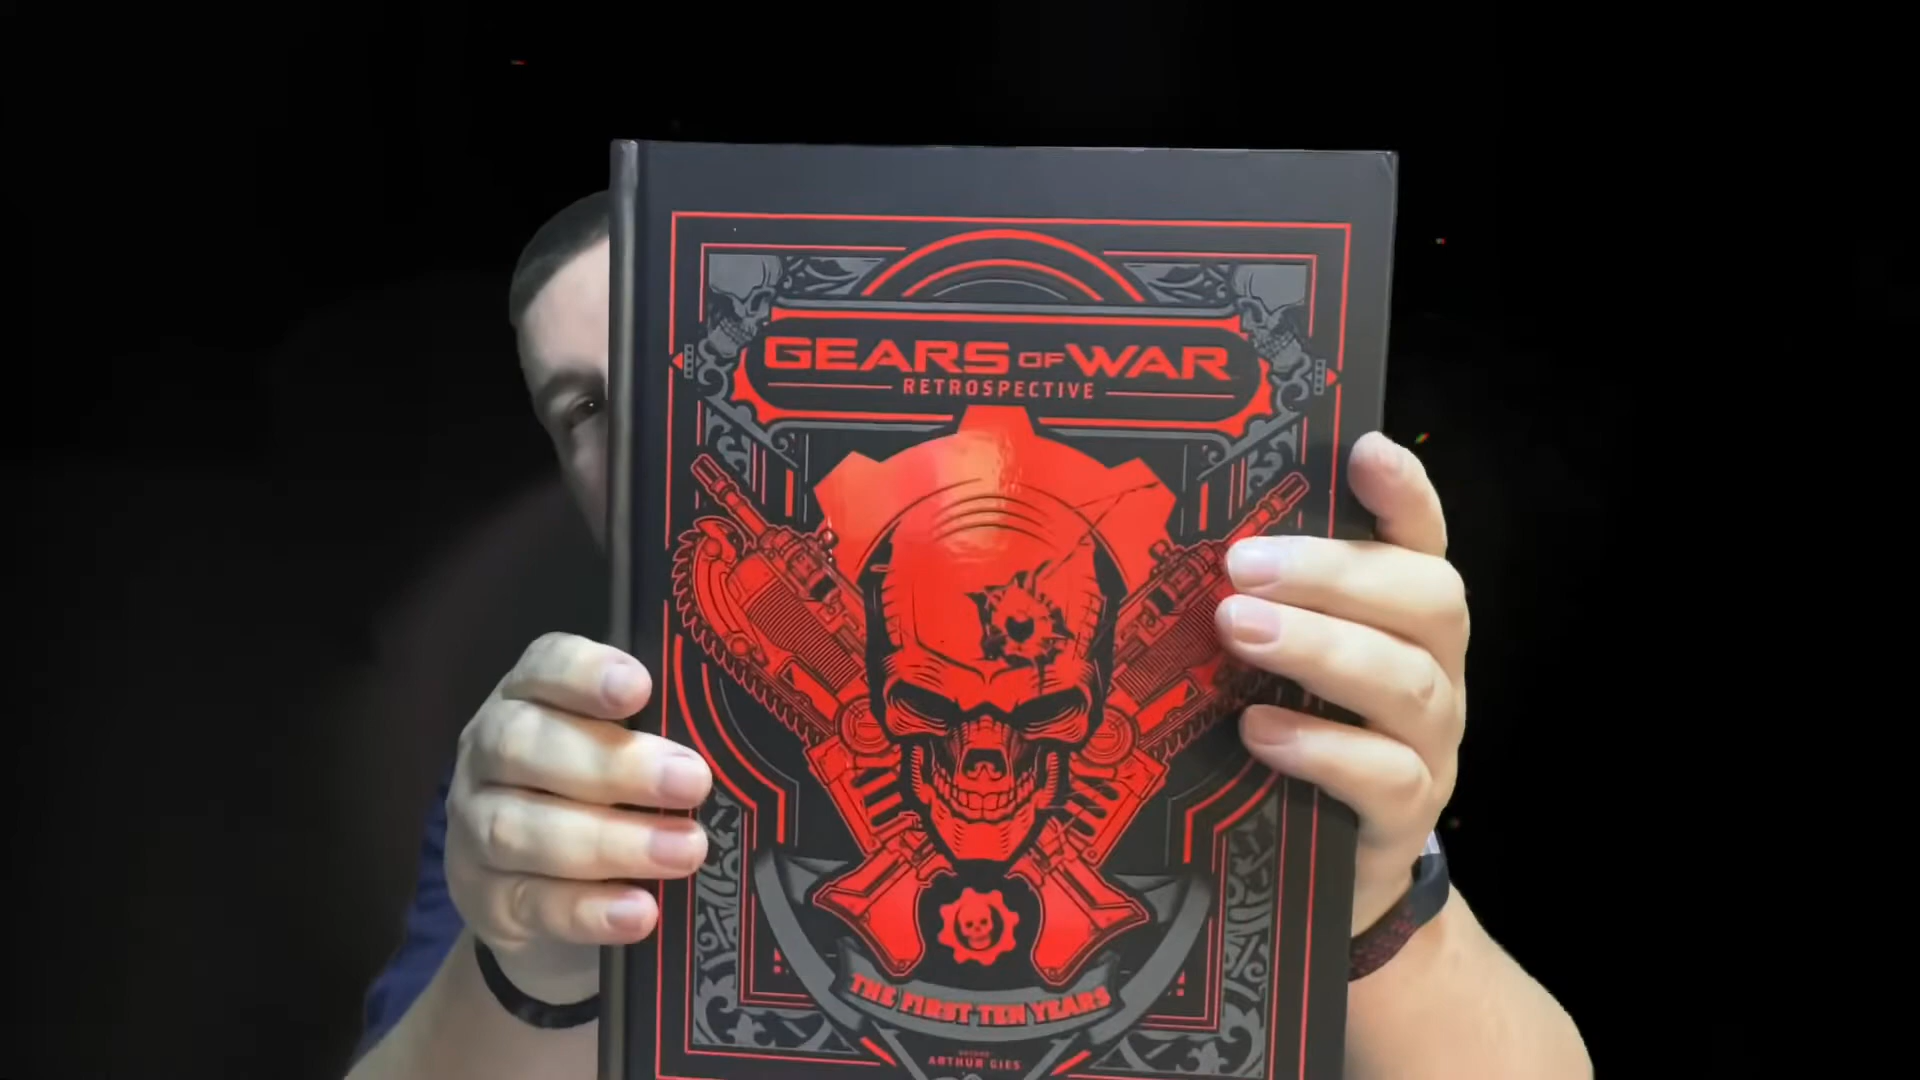 GEARS OF WAR
RETROSPECTIVE
THE FIRST TEN YEARS
ARTHUR GIES